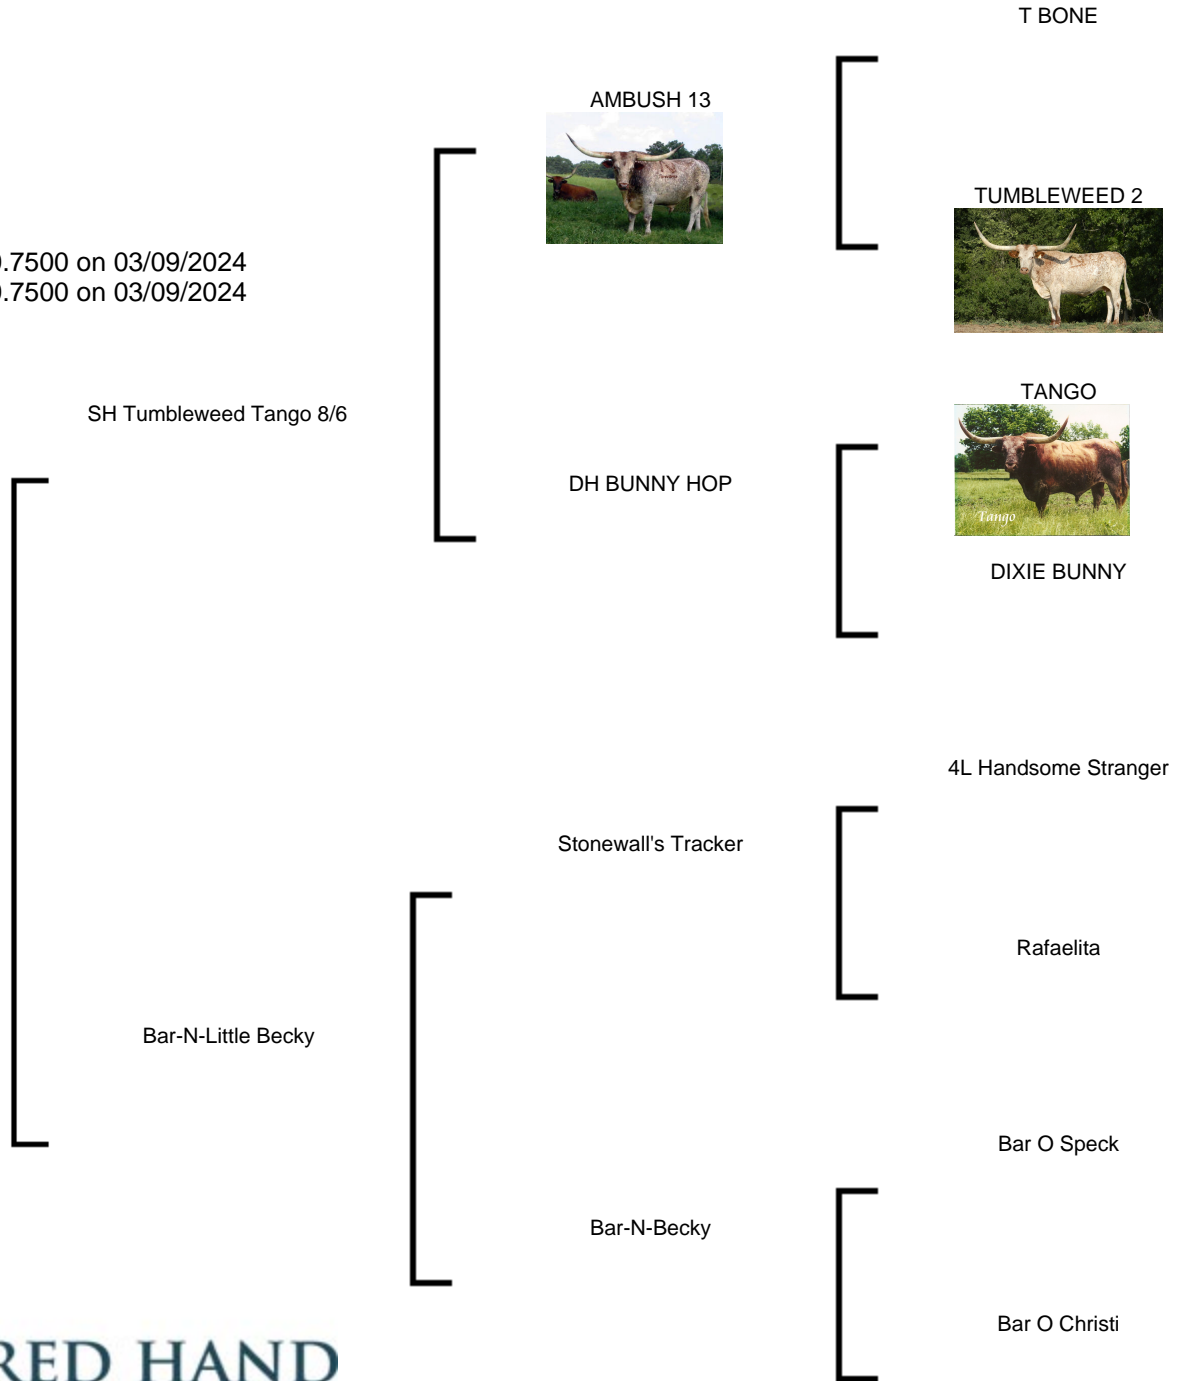 T BONE
AMBUSH 13
TUMBLEWEED 2
.7500 on 03/09/2024
.7500 on 03/09/2024
TANGO
SH Tumbleweed Tango 8/6
DH BUNNY HOP
Tango
DIXIE BUNNY
4L Handsome Stranger
Stonewall's Tracker
Rafaelita
Bar-N-Little Becky
Bar O Speck
Bar-N-Becky
Bar O Christi
RED HAND